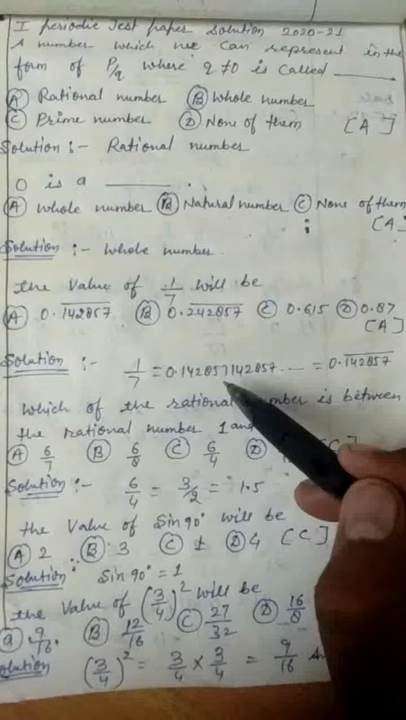 I periodic Test paper solution 2020-21
A number which we can represent in the
form of P/q where q ≠ 0 is called ______
(A) Rational number (B) Whole number
(C) Prime number (D) None of them [A]
Solution :- Rational number
0 is a ______.
(A) Whole number (B) Natural number (C) None of them
[A]
Solution :- Whole number.
the Value of 1/7 will be
(A) 0.\overline{142857} (B) 0.\overline{242857} (C) 0.615 (D) 0.87
[A]
Solution :- 1/7 = 0.142857142857.... = 0.\overline{142857}
Which of the rational number is between
the rational number 1 and
(A) 6/7 (B) 6/8 (C) 6/4 (D) [C]
Solution :- 6/4 = 3/2 = 1.5
the Value of Sin 90° will be
(A) 2 (B) 3 (C) 1 (D) 4 [C]
Solution :- Sin 90° = 1
the Value of (3/4)² will be
(a) 9/16. (B) 12/16 (C) 27/32 (D) 16/8
Solution (3/4)² = 3/4 × 3/4 = 9/16